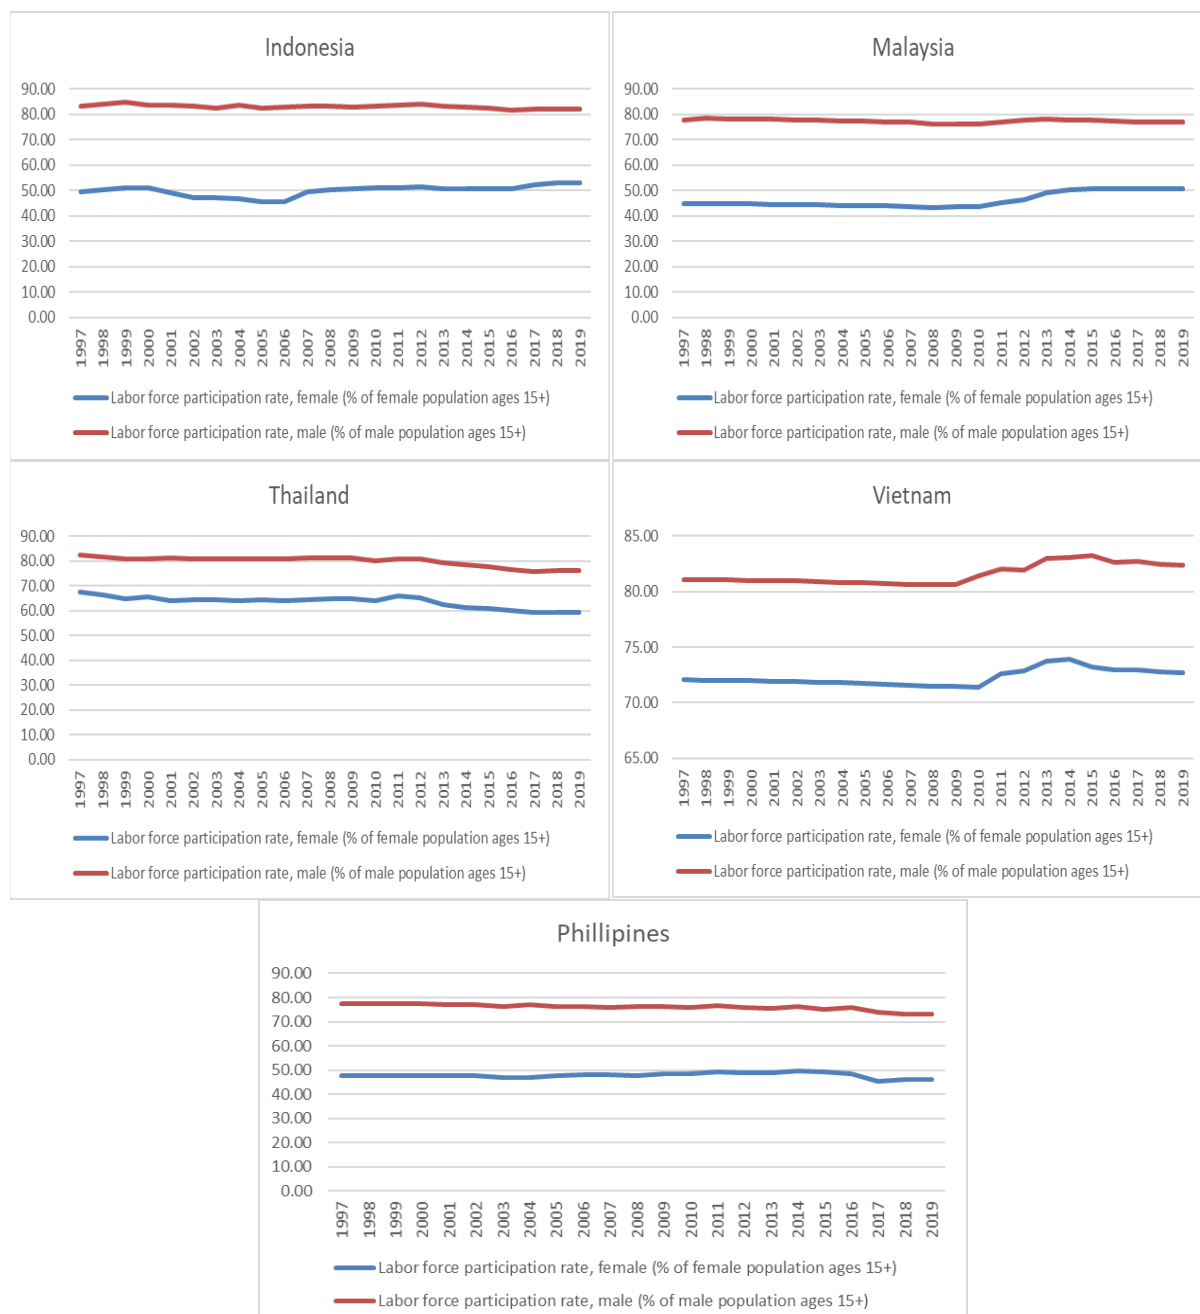 Indonesia
90.00
80.00
70.00
60.00
50.00
40.00
30.00
20.00
10.00
0.00
1997 1998 1999 2000 2001 2002 2003 2004 2005 2006 2007 2008 2009 2010 2011 2012 2013 2014 2015 2016 2017 2018 2019
Labor force participation rate, female (% of female population ages 15+)
Labor force participation rate, male (% of male population ages 15+)
Malaysia
90.00
80.00
70.00
60.00
50.00
40.00
30.00
20.00
10.00
0.00
1997 1998 1999 2000 2001 2002 2003 2004 2005 2006 2007 2008 2009 2010 2011 2012 2013 2014 2015 2016 2017 2018 2019
Labor force participation rate, female (% of female population ages 15+)
Labor force participation rate, male (% of male population ages 15+)
Thailand
90.00
80.00
70.00
60.00
50.00
40.00
30.00
20.00
10.00
0.00
1997 1998 1999 2000 2001 2002 2003 2004 2005 2006 2007 2008 2009 2010 2011 2012 2013 2014 2015 2016 2017 2018 2019
Labor force participation rate, female (% of female population ages 15+)
Labor force participation rate, male (% of male population ages 15+)
Vietnam
85.00
80.00
75.00
70.00
65.00
1997 1998 1999 2000 2001 2002 2003 2004 2005 2006 2007 2008 2009 2010 2011 2012 2013 2014 2015 2016 2017 2018 2019
Labor force participation rate, female (% of female population ages 15+)
Labor force participation rate, male (% of male population ages 15+)
Phillipines
90.00
80.00
70.00
60.00
50.00
40.00
30.00
20.00
10.00
0.00
1997 1998 1999 2000 2001 2002 2003 2004 2005 2006 2007 2008 2009 2010 2011 2012 2013 2014 2015 2016 2017 2018 2019
Labor force participation rate, female (% of female population ages 15+)
Labor force participation rate, male (% of male population ages 15+)